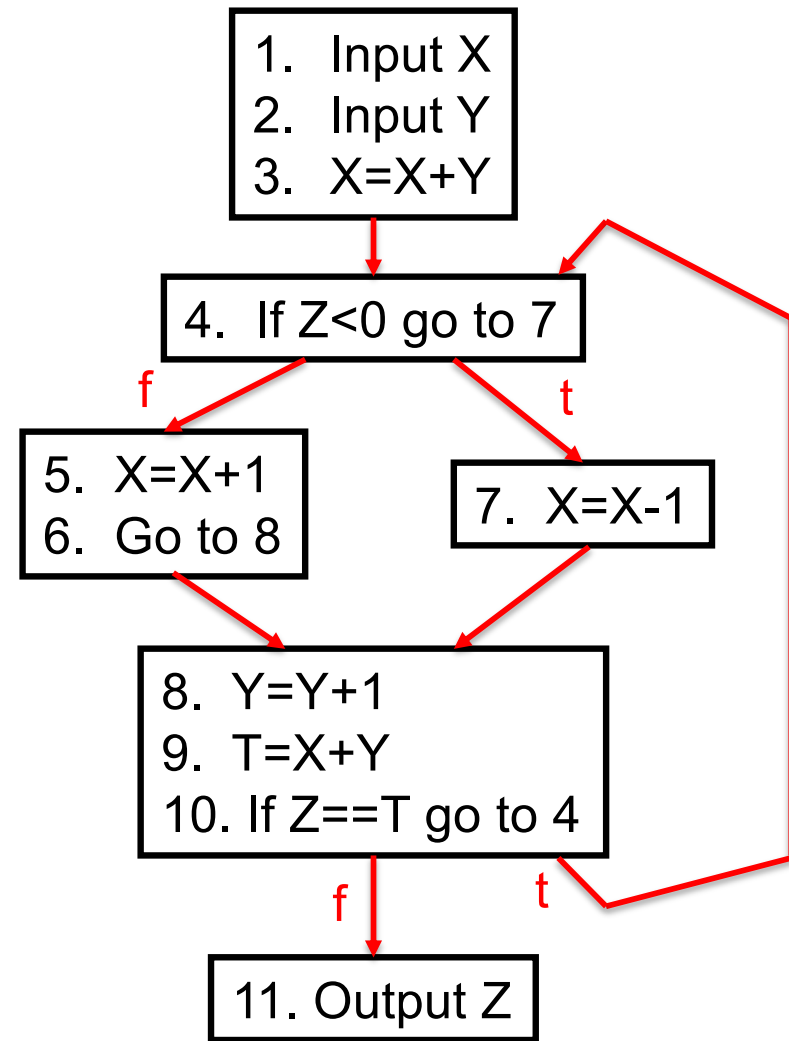 1. Input X
2. Input Y
3. X=X+Y
4. If Z<0 go to 7
f
t
5. X=X+1
6. Go to 8
7. X=X-1
8. Y=Y+1
9. T=X+Y
10. If Z==T go to 4
f
t
11. Output Z